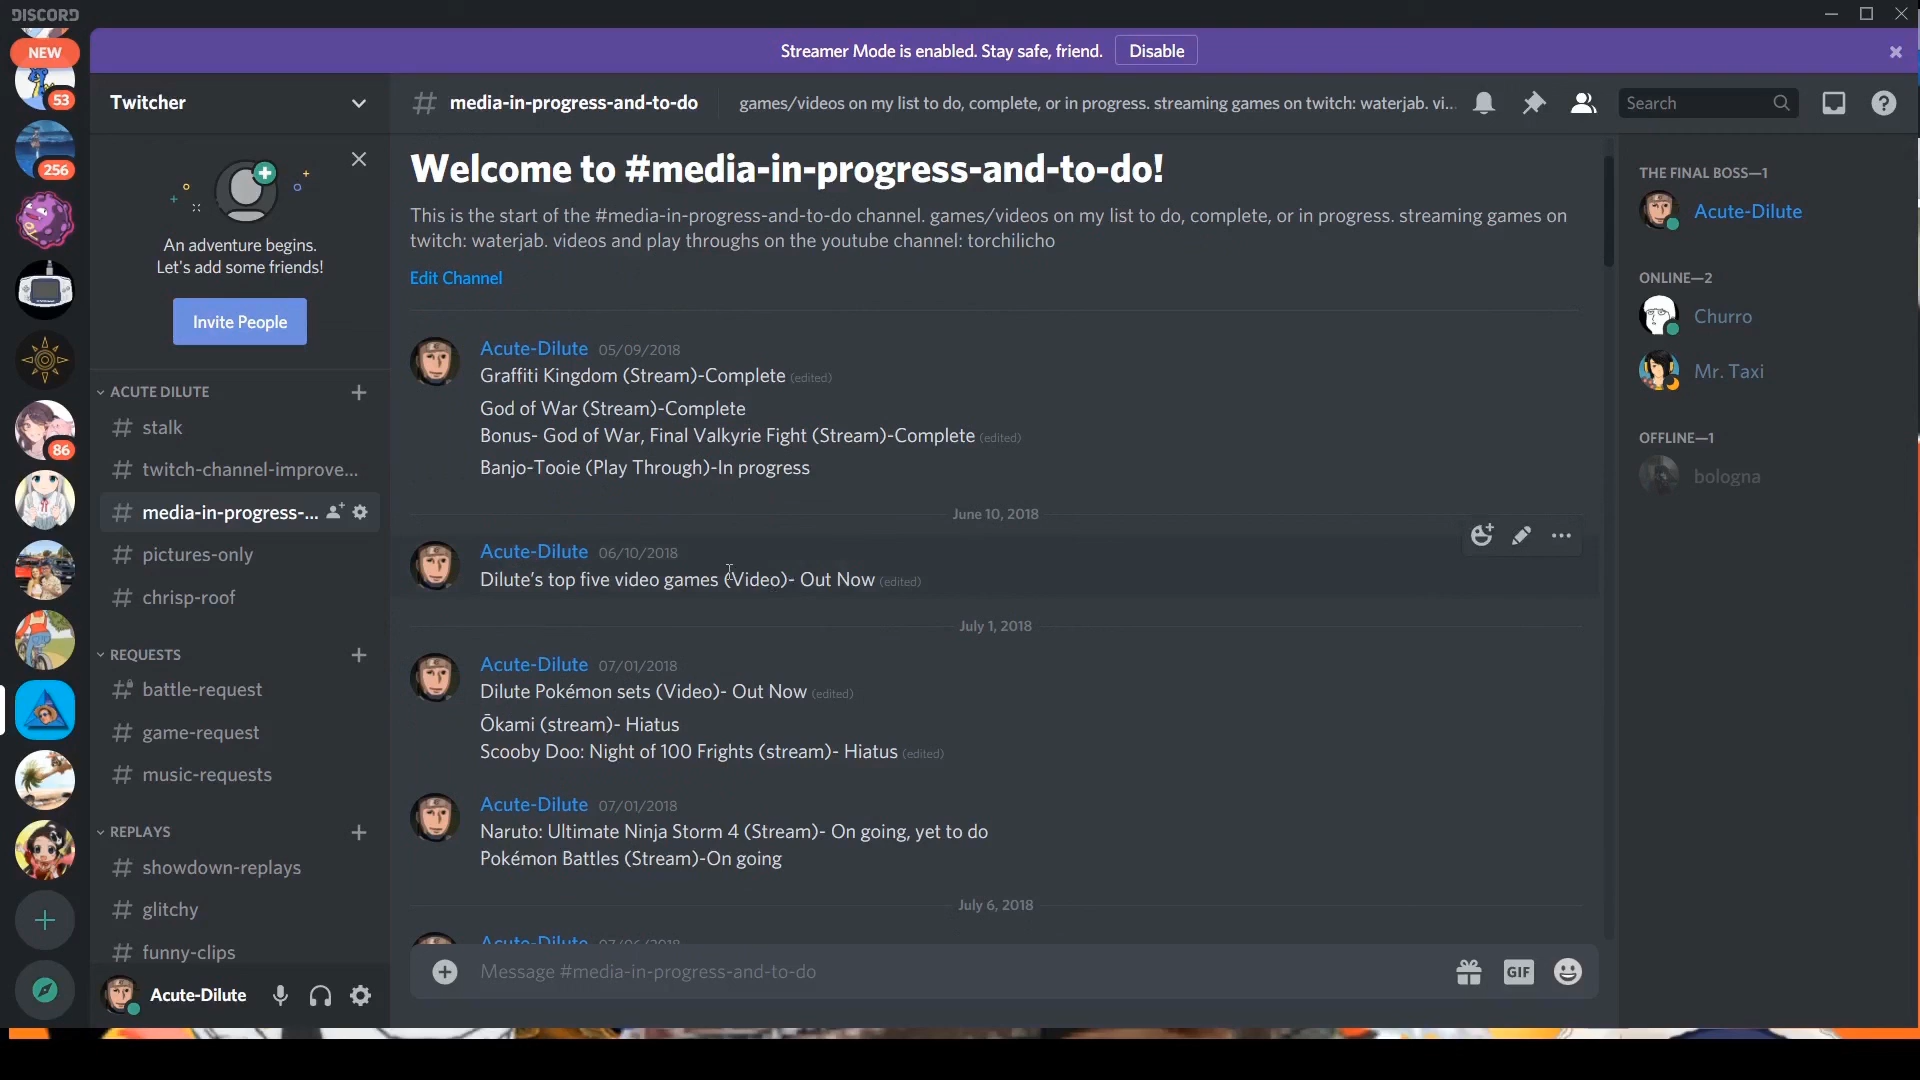 DISCORD
Streamer Mode is enabled. Stay safe, friend. Disable
NEW
53
256
86
Twitcher
An adventure begins.
Let's add some friends!
Invite People
ACUTE DILUTE
stalk
twitch-channel-improve...
media-in-progress-...
pictures-only
chrisp-roof
REQUESTS
battle-request
game-request
music-requests
REPLAYS
showdown-replays
glitchy
funny-clips
Acute-Dilute
# media-in-progress-and-to-do games/videos on my list to do, complete, or in progress. streaming games on twitch: waterjab. vi...
Search
Welcome to #media-in-progress-and-to-do!
This is the start of the #media-in-progress-and-to-do channel. games/videos on my list to do, complete, or in progress. streaming games on
twitch: waterjab. videos and play throughs on the youtube channel: torchilicho
Edit Channel
Acute-Dilute 05/09/2018
Graffiti Kingdom (Stream)-Complete (edited)
God of War (Stream)-Complete
Bonus- God of War, Final Valkyrie Fight (Stream)-Complete (edited)
Banjo-Tooie (Play Through)-In progress
June 10, 2018
Acute-Dilute 06/10/2018
Dilute's top five video games (Video)- Out Now (edited)
July 1, 2018
Acute-Dilute 07/01/2018
Dilute Pokémon sets (Video)- Out Now (edited)
Ōkami (stream)- Hiatus
Scooby Doo: Night of 100 Frights (stream)- Hiatus (edited)
Acute-Dilute 07/01/2018
Naruto: Ultimate Ninja Storm 4 (Stream)- On going, yet to do
Pokémon Battles (Stream)-On going
July 6, 2018
Acute-Dilute 07/06/2018
Message #media-in-progress-and-to-do
GIF
THE FINAL BOSS—1
Acute-Dilute
ONLINE—2
Churro
Mr. Taxi
OFFLINE—1
bologna